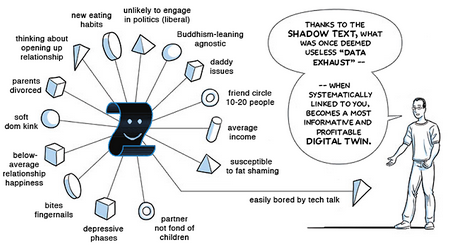 unlikely to engage
in politics (liberal)
new eating
habits
Buddhism-leaning
agnostic
thinking about
opening up
relationship
daddy
issues
parents
divorced
friend circle
10-20 people
soft
dom kink
average
income
below-
average
relationship
happiness
susceptible
to fat shaming
bites
fingernails
depressive
phases
partner
not fond of
children
easily bored by tech talk
THANKS TO THE
SHADOW TEXT, WHAT
WAS ONCE DEEMED
USELESS "DATA
EXHAUST" --
-- WHEN
SYSTEMATICALLY
LINKED TO YOU,
BECOMES A MOST
INFORMATIVE AND
PROFITABLE
DIGITAL TWIN.